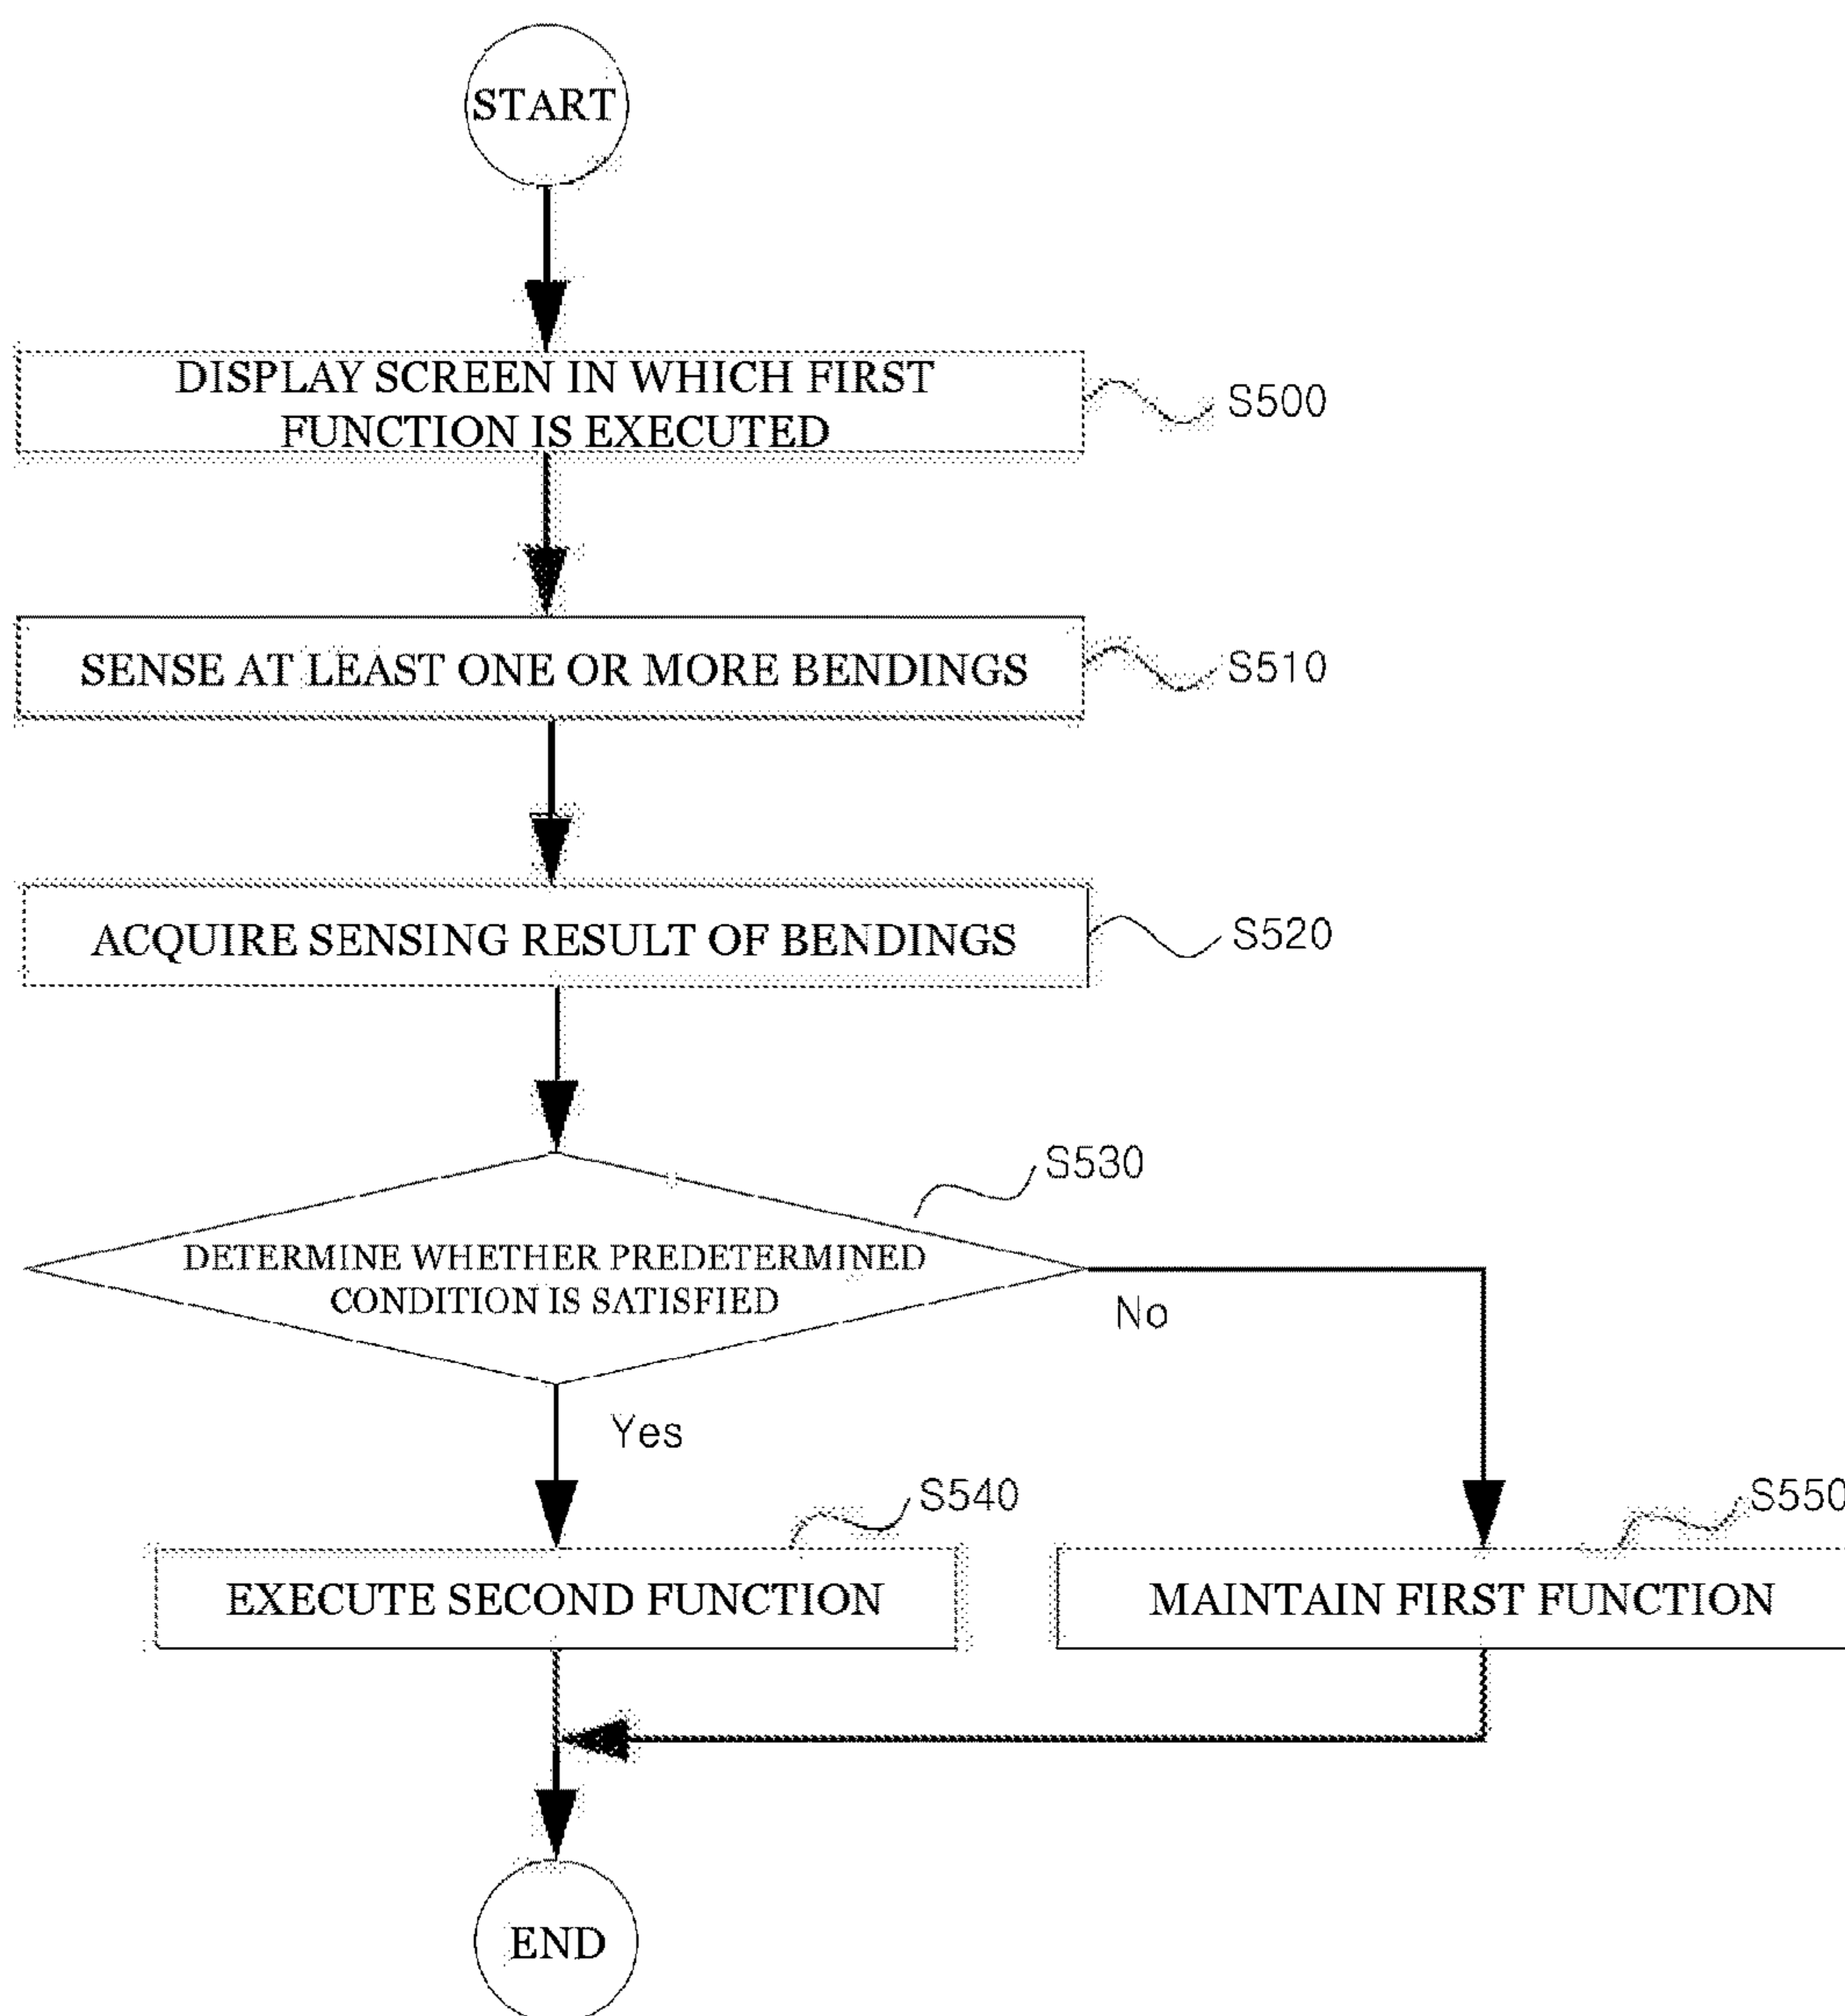 START
DISPLAY SCREEN IN WHICH FIRST
FUNCTION IS EXECUTED
S500
SENSE AT LEAST ONE OR MORE BENDINGS
S510
ACQUIRE SENSING RESULT OF BENDINGS
S520
S530
DETERMINE WHETHER PREDETERMINED
CONDITION IS SATISFIED
No
Yes
S540
S550
EXECUTE SECOND FUNCTION
MAINTAIN FIRST FUNCTION
END